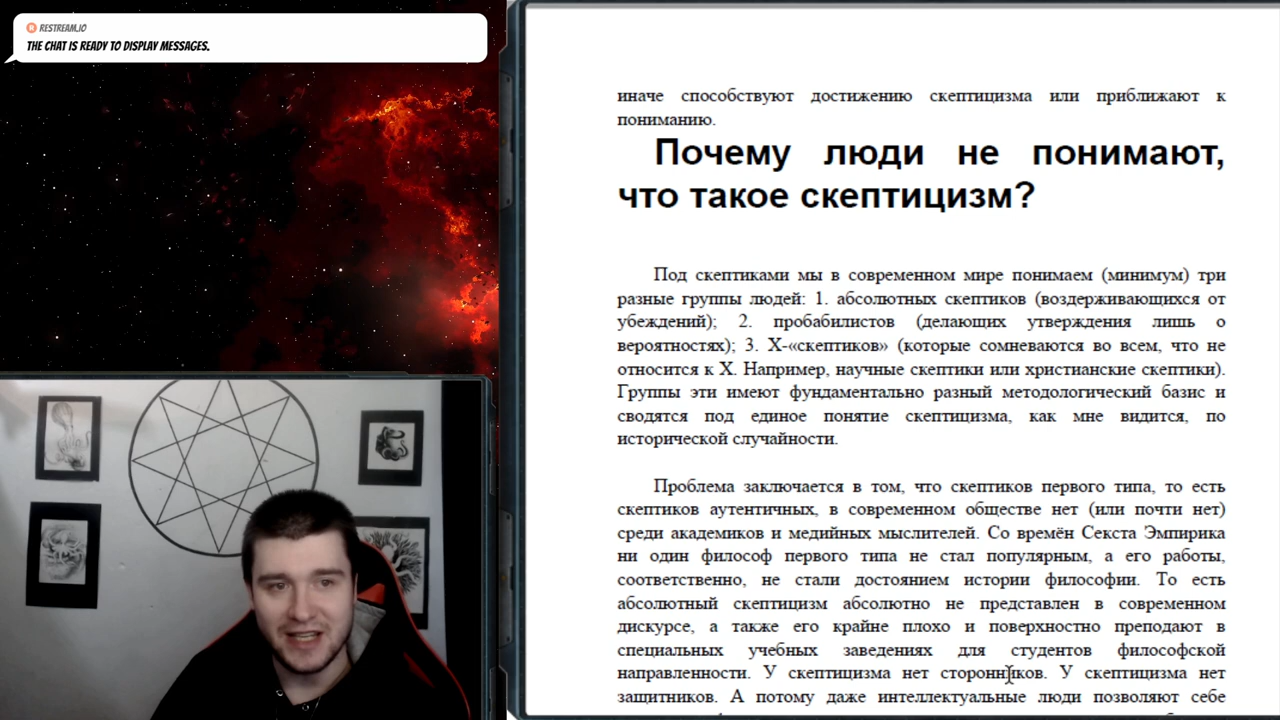 RESTREAM.IO
THE CHAT IS READY TO DISPLAY MESSAGES.
иначе способствуют достижению скептицизма или приближают к
пониманию.
Почему люди не понимают,
что такое скептицизм?
Под скептиками мы в современном мире понимаем (минимум) три
разные группы людей: 1. абсолютных скептиков (воздерживающихся от
убеждений); 2. пробабилистов (делающих утверждения лишь о
вероятностях); 3. Х-«скептиков» (которые сомневаются во всем, что не
относится к Х. Например, научные скептики или христианские скептики).
Группы эти имеют фундаментально разный методологический базис и
сводятся под единое понятие скептицизма, как мне видится, по
исторической случайности.
Проблема заключается в том, что скептиков первого типа, то есть
скептиков аутентичных, в современном обществе нет (или почти нет)
среди академиков и медийных мыслителей. Со времён Секста Эмпирика
ни один философ первого типа не стал популярным, а его работы,
соответственно, не стали достоянием истории философии. То есть
абсолютный скептицизм абсолютно не представлен в современном
дискурсе, а также его крайне плохо и поверхностно преподают в
специальных учебных заведениях для студентов философской
направленности. У скептицизма нет сторонников. У скептицизма нет
защитников. А потому даже интеллектуальные люди позволяют себе